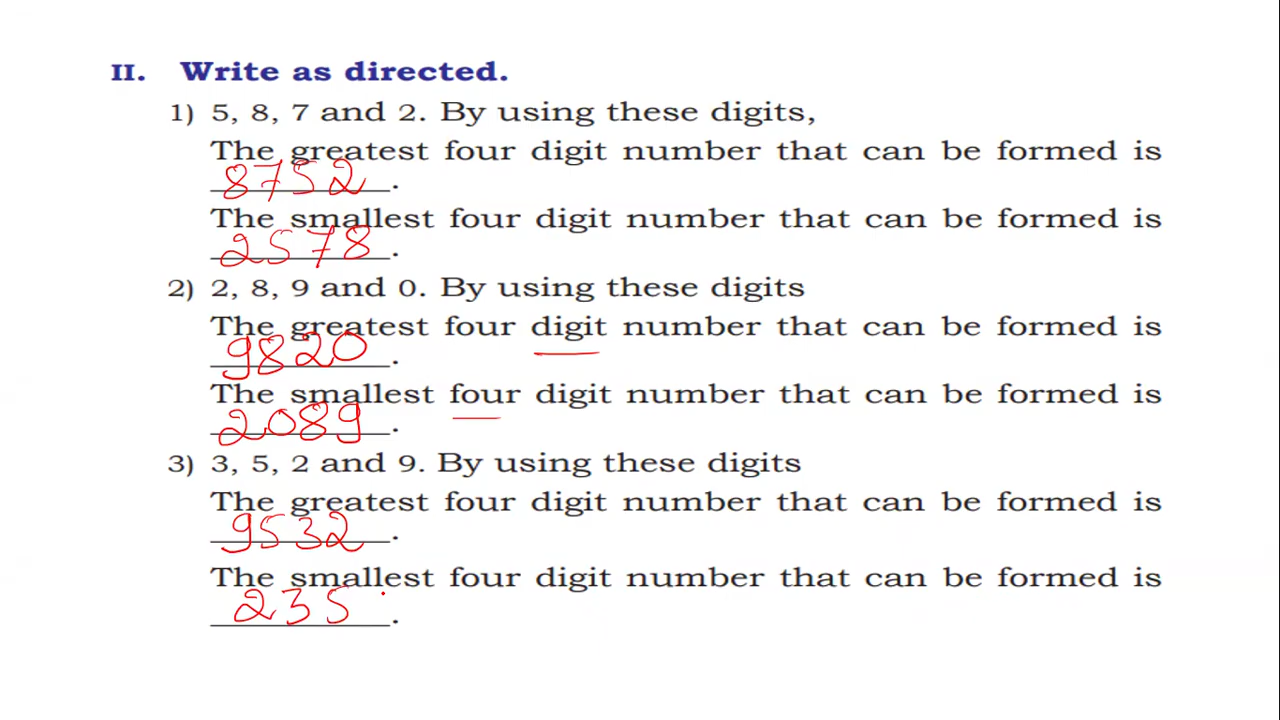 II. Write as directed.
1) 5, 8, 7 and 2. By using these digits,
The greatest four digit number that can be formed is
8752.
The smallest four digit number that can be formed is
2578.
2) 2, 8, 9 and 0. By using these digits
The greatest four digit number that can be formed is
9820.
The smallest four digit number that can be formed is
2089.
3) 3, 5, 2 and 9. By using these digits
The greatest four digit number that can be formed is
9532.
The smallest four digit number that can be formed is
235.